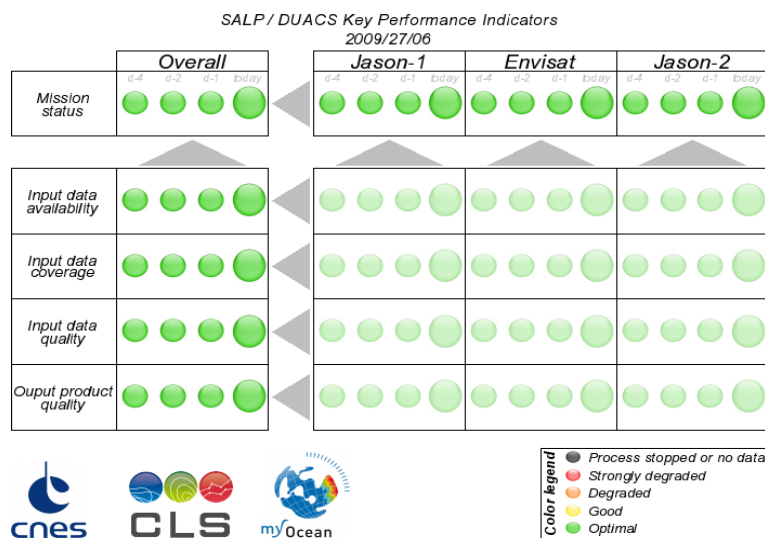 SALP / DUACS Key Performance Indicators
2009/27/06
Overall Jason-1 Envisat Jason-2
d-4 d-2 d-1 today d-4 d-2 d-1 today d-4 d-2 d-1 today d-4 d-2 d-1 today
Mission
status
Input data
availability
Input data
coverage
Input data
quality
Ouput product
quality
Color legend
Process stopped or no data
Strongly degraded
Degraded
Good
Optimal
cnes
CLS
my Ocean